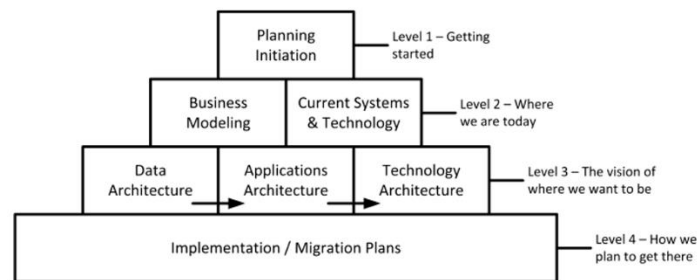 Planning
Initiation
Level 1 – Getting
started
Business
Modeling
Current Systems
& Technology
Level 2 – Where
we are today
Data
Architecture
Applications
Architecture
Technology
Architecture
Level 3 – The vision of
where we want to be
Implementation / Migration Plans
Level 4 – How we
plan to get there